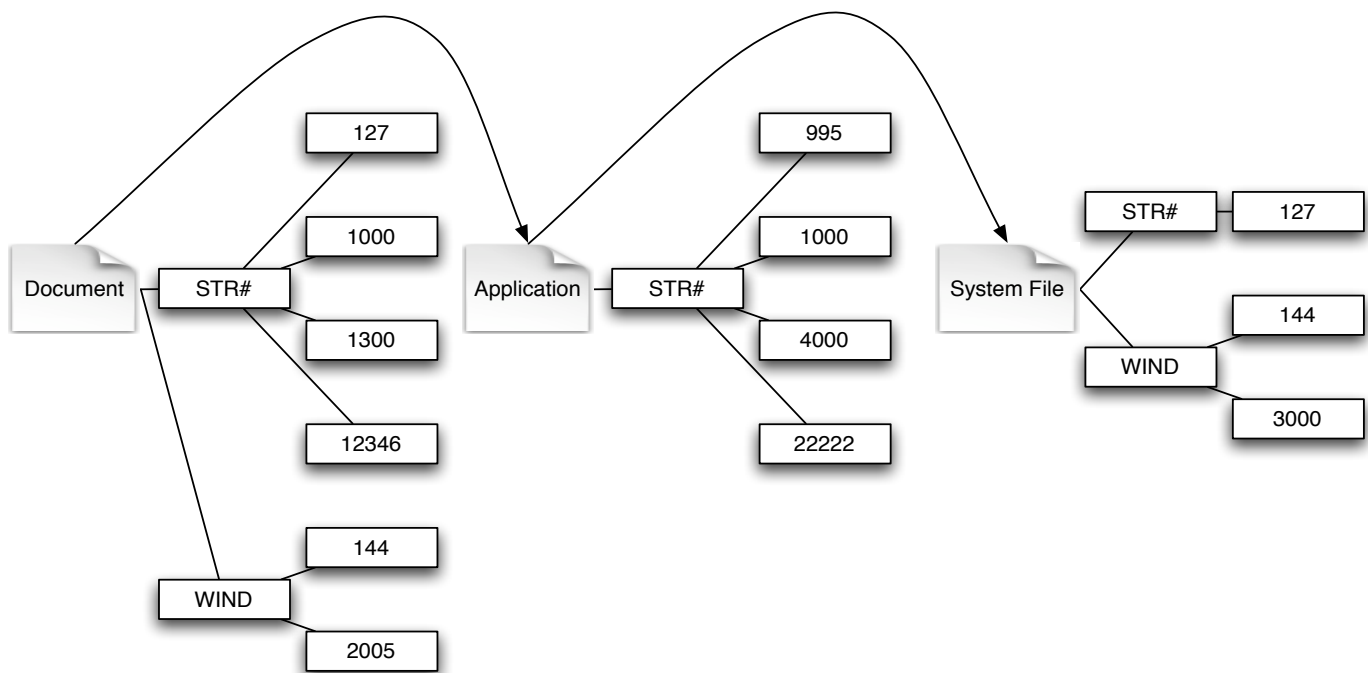 Document
STR#
127
1000
1300
12346
WIND
144
2005
Application
STR#
995
1000
4000
22222
System File
STR#
127
WIND
144
3000